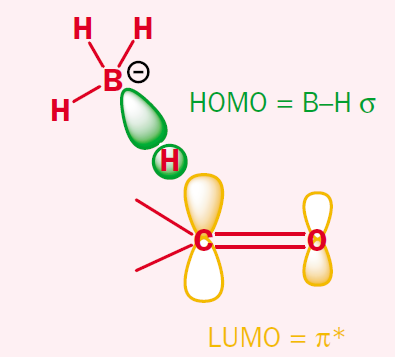 H H
B ⊖
H
HOMO = B–H σ
H
C O
LUMO = π*